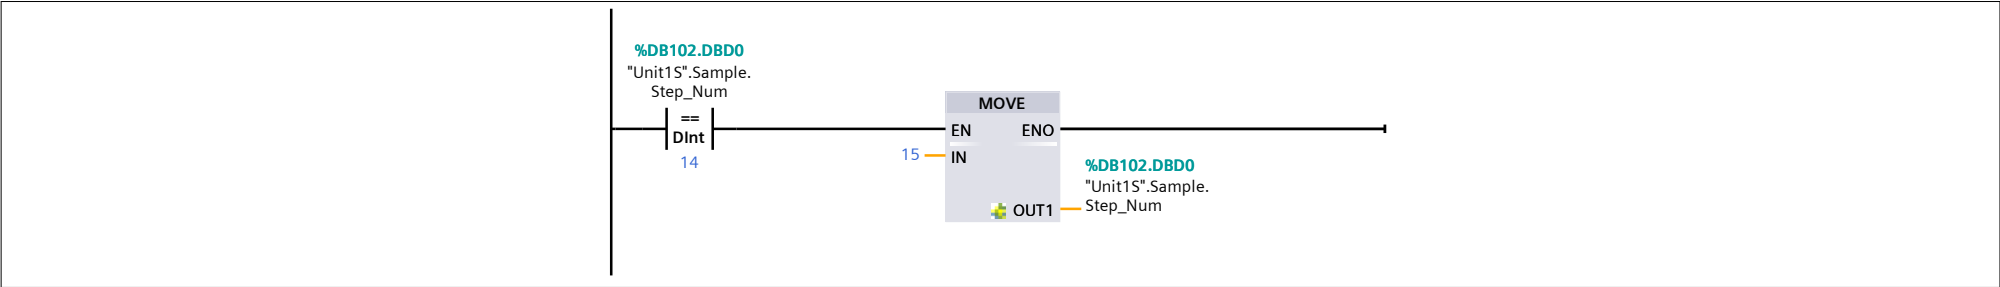 %DB102.DBD0
"Unit1S".Sample.
Step_Num
==
DInt
14
MOVE
EN ENO
15 IN
%DB102.DBD0
"Unit1S".Sample.
Step_Num
OUT1